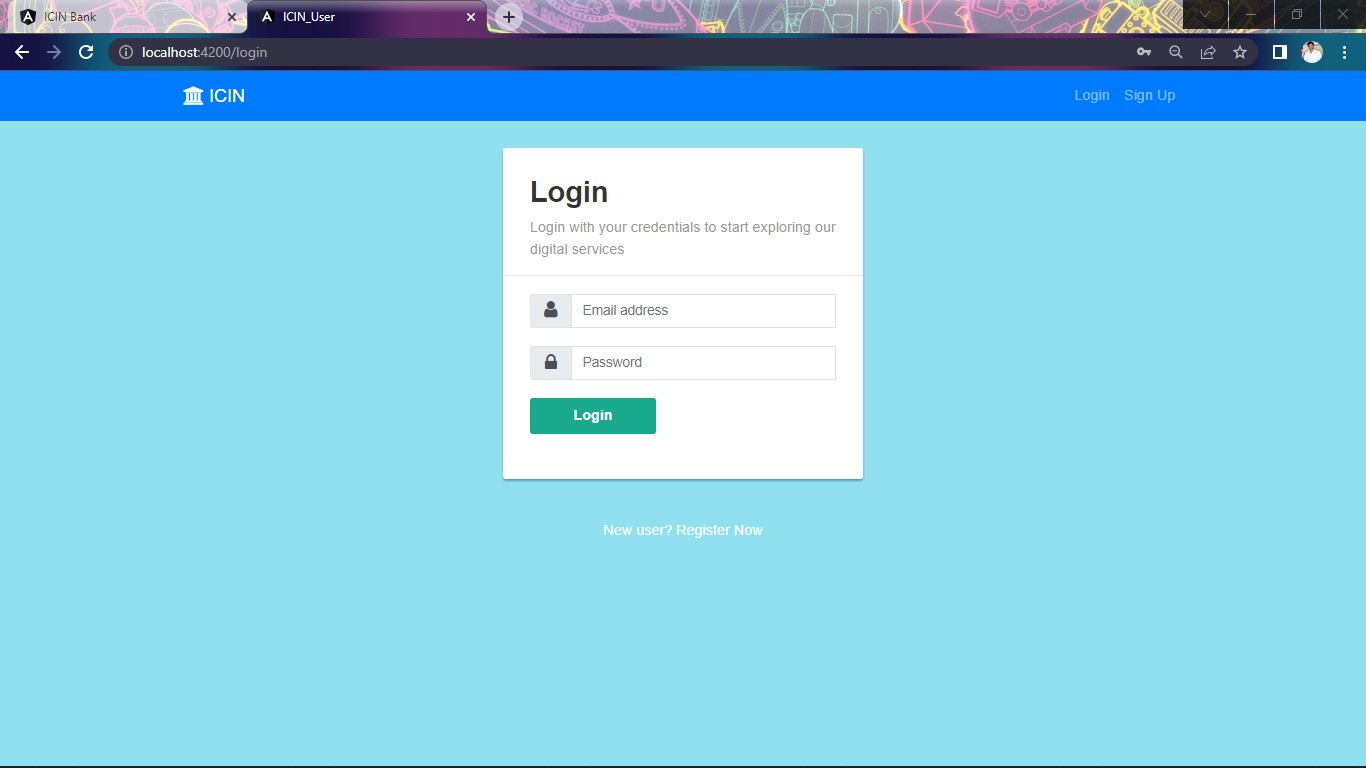 ICIN Bank
ICIN_User
localhost:4200/login
ICIN
Login
Sign Up
Login
Login with your credentials to start exploring our
digital services
Email address
Password
Login
New user? Register Now